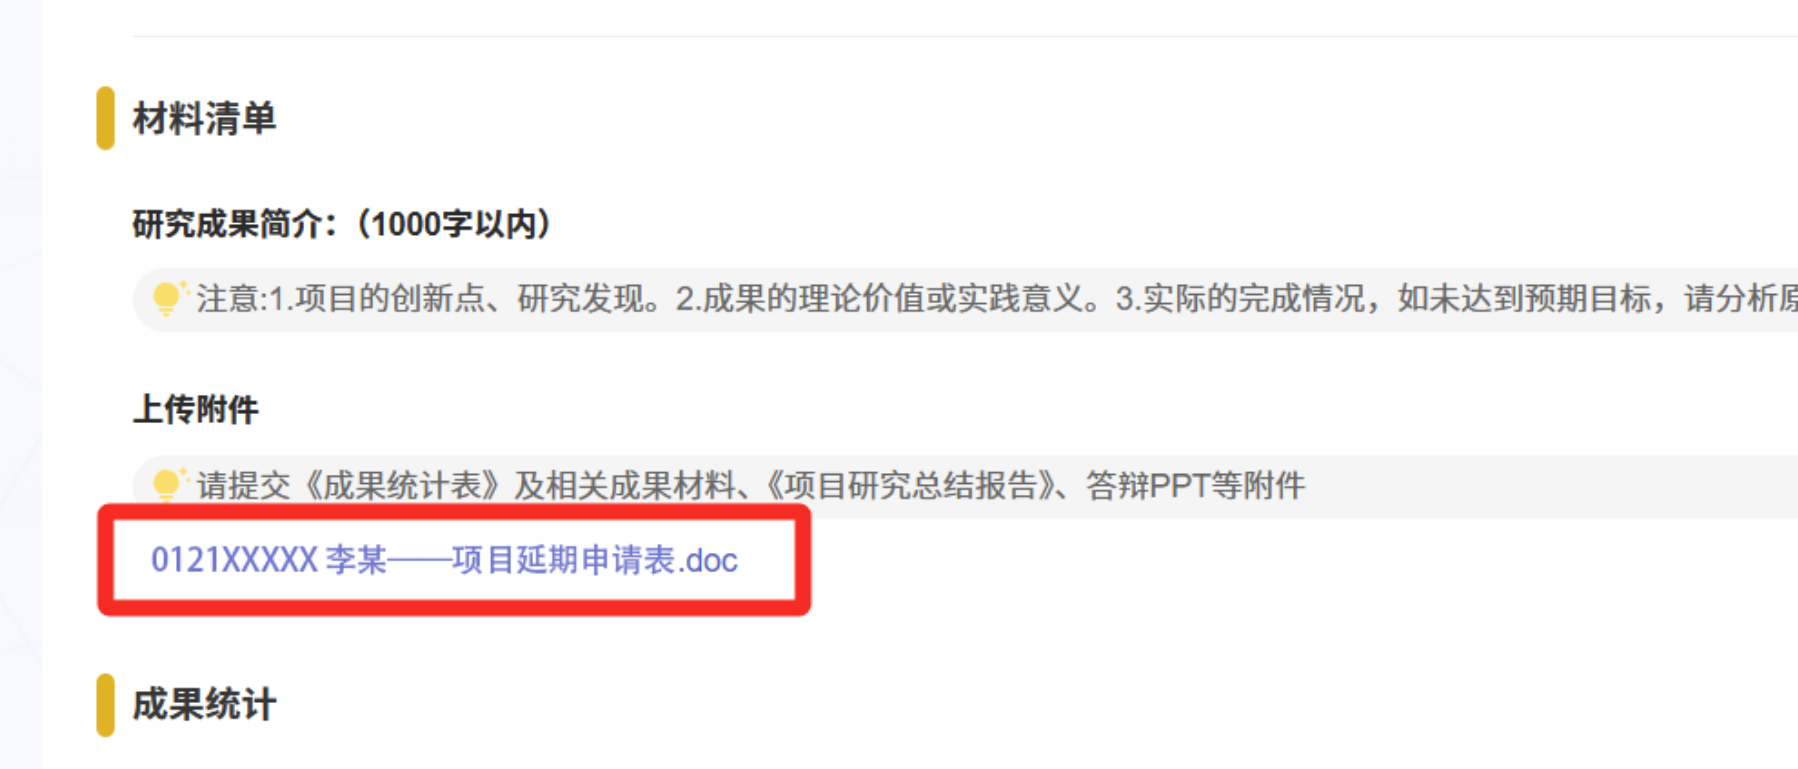 材料清单
研究成果简介：（1000字以内）
注意:1.项目的创新点、研究发现。2.成果的理论价值或实践意义。3.实际的完成情况，如未达到预期目标，请分析原
上传附件
请提交《成果统计表》及相关成果材料、《项目研究总结报告》、答辩PPT等附件
0121XXXXX 李某——项目延期申请表.doc
成果统计